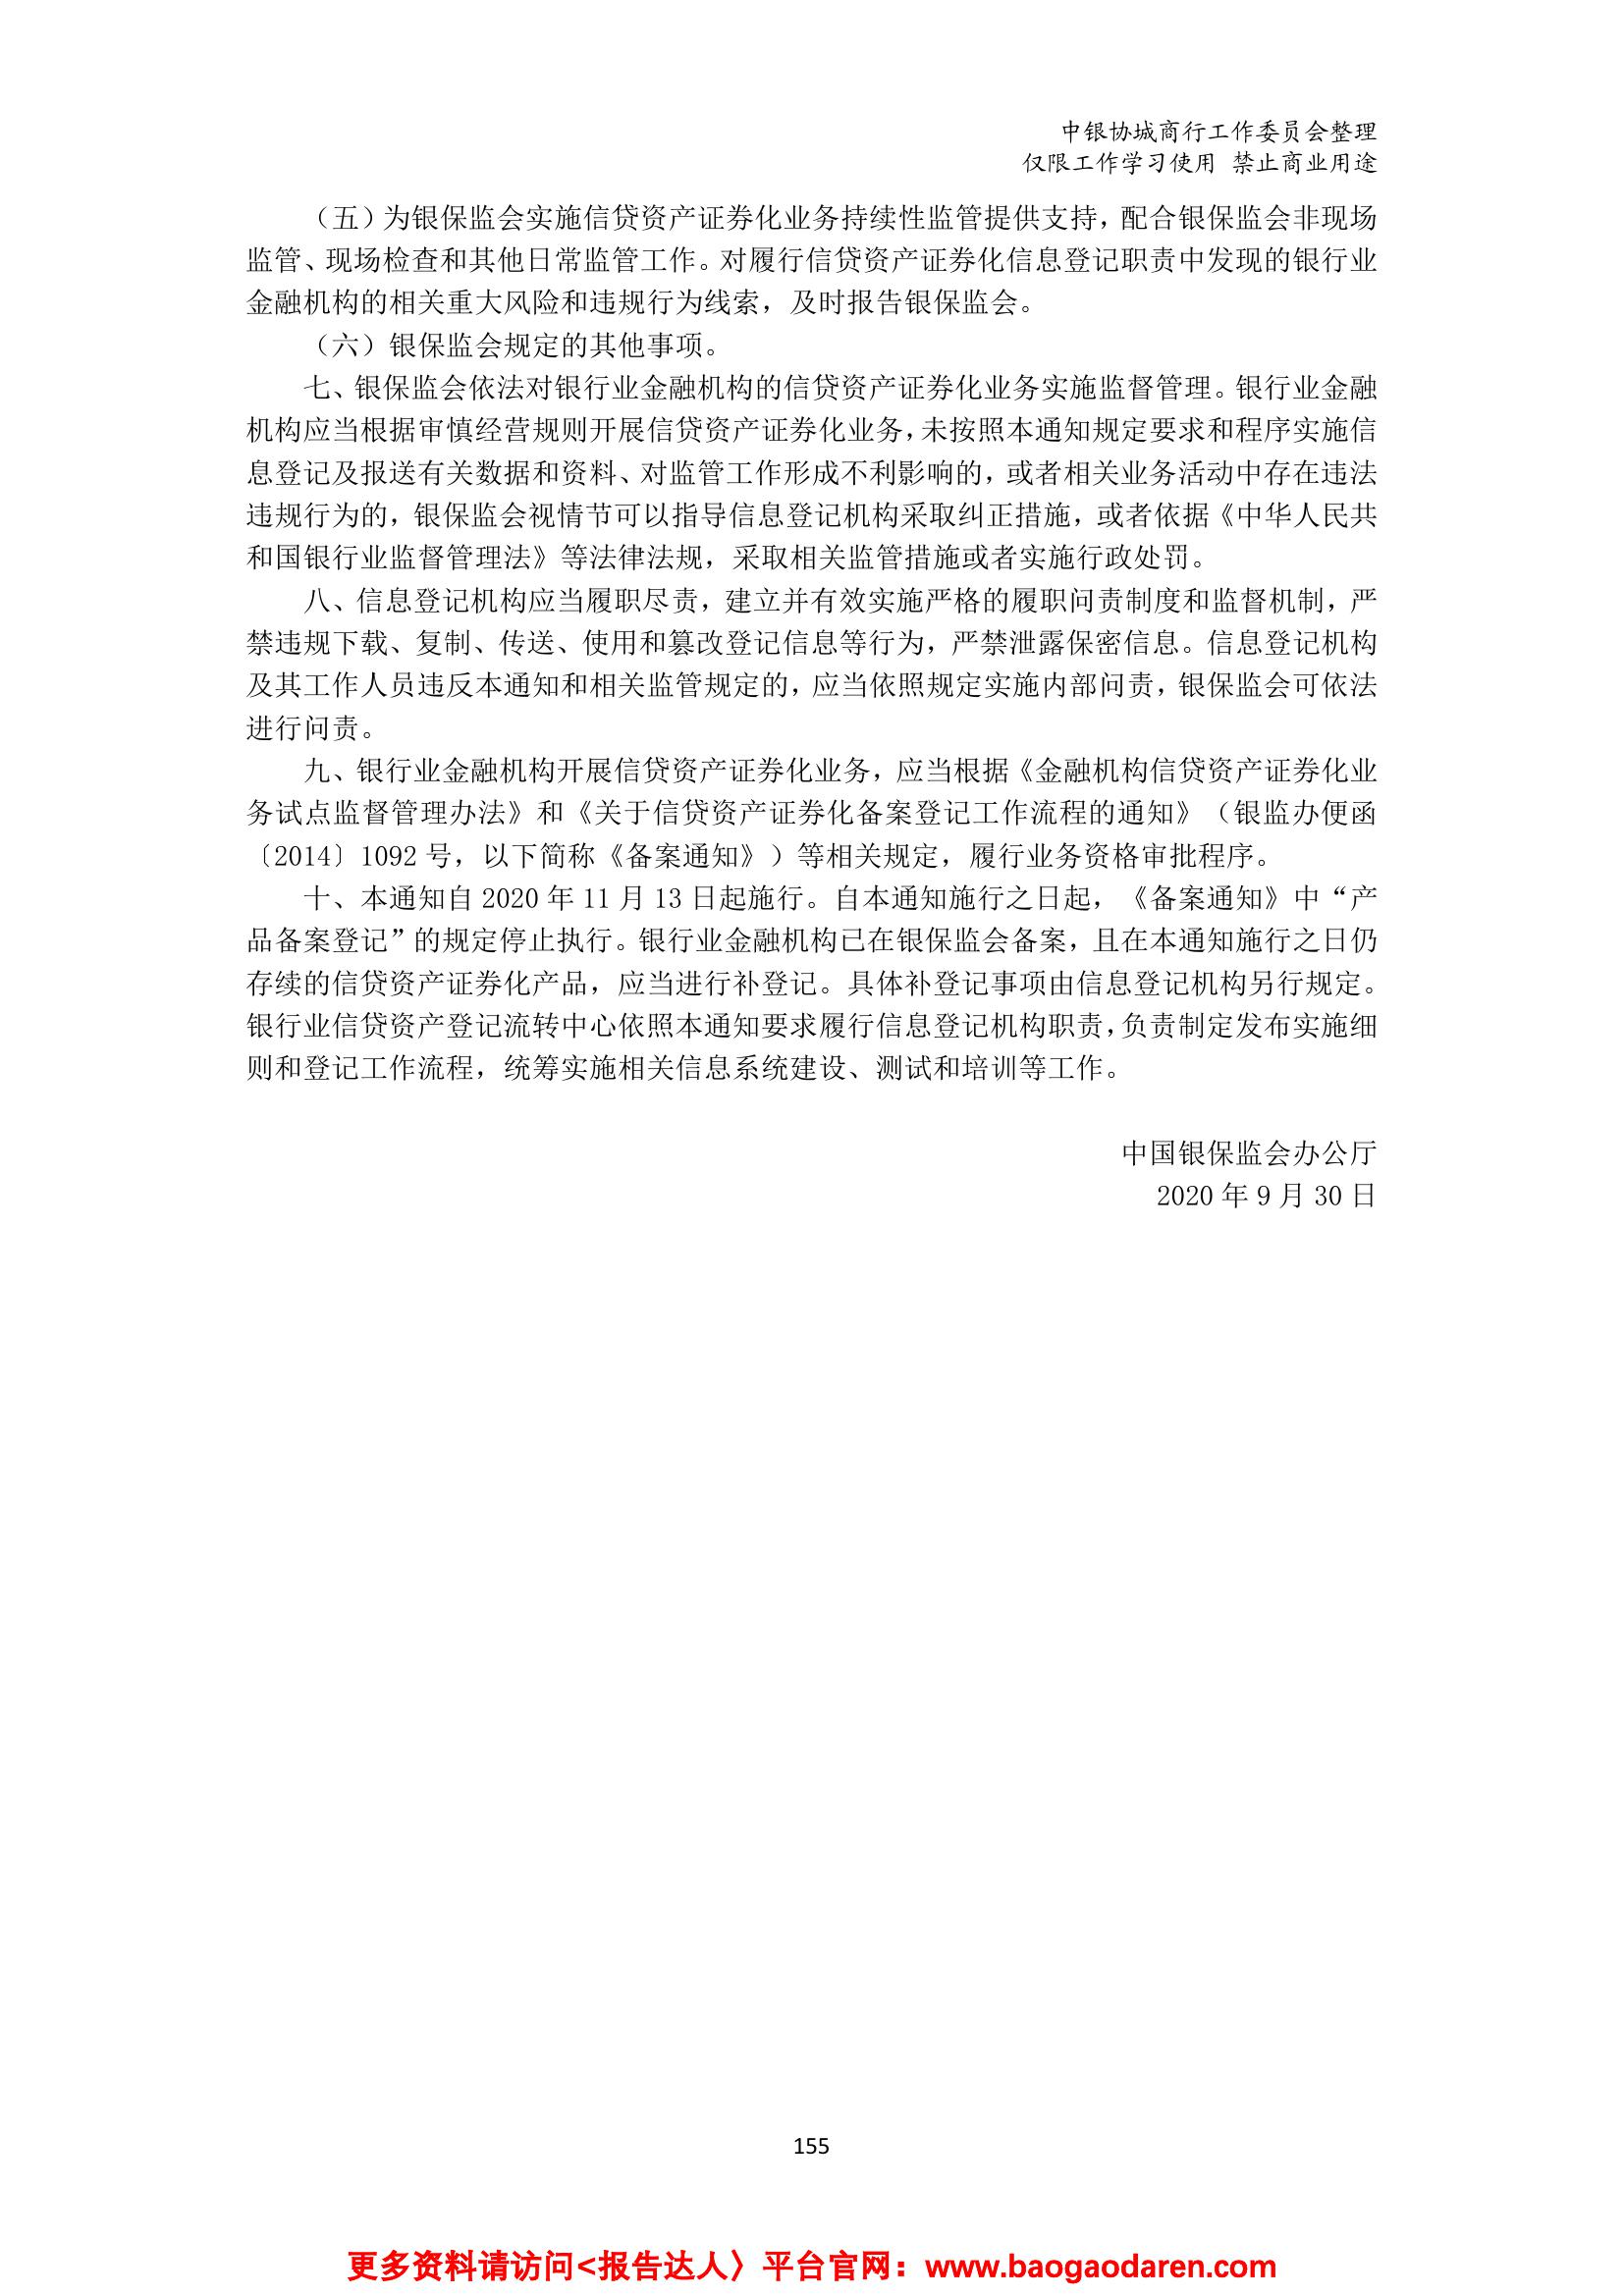 中银协城商行工作委员会整理
仅限工作学习使用 禁止商业用途
（五）为银保监会实施信贷资产证券化业务持续性监管提供支持，配合银保监会非现场
监管、现场检查和其他日常监管工作。对履行信贷资产证券化信息登记职责中发现的银行业
金融机构的相关重大风险和违规行为线索，及时报告银保监会。
（六）银保监会规定的其他事项。
七、银保监会依法对银行业金融机构的信贷资产证券化业务实施监督管理。银行业金融
机构应当根据审慎经营规则开展信贷资产证券化业务，未按照本通知规定要求和程序实施信
息登记及报送有关数据和资料、对监管工作形成不利影响的，或者相关业务活动中存在违法
违规行为的，银保监会视情节可以指导信息登记机构采取纠正措施，或者依据《中华人民共
和国银行业监督管理法》等法律法规，采取相关监管措施或者实施行政处罚。
八、信息登记机构应当履职尽责，建立并有效实施严格的履职问责制度和监督机制，严
禁违规下载、复制、传送、使用和篡改登记信息等行为，严禁泄露保密信息。信息登记机构
及其工作人员违反本通知和相关监管规定的，应当依照规定实施内部问责，银保监会可依法
进行问责。
九、银行业金融机构开展信贷资产证券化业务，应当根据《金融机构信贷资产证券化业
务试点监督管理办法》和《关于信贷资产证券化备案登记工作流程的通知》（银监办便函
〔2014〕1092 号，以下简称《备案通知》）等相关规定，履行业务资格审批程序。
十、本通知自 2020 年 11 月 13 日起施行。自本通知施行之日起，《备案通知》中“产
品备案登记”的规定停止执行。银行业金融机构已在银保监会备案，且在本通知施行之日仍
存续的信贷资产证券化产品，应当进行补登记。具体补登记事项由信息登记机构另行规定。
银行业信贷资产登记流转中心依照本通知要求履行信息登记机构职责，负责制定发布实施细
则和登记工作流程，统筹实施相关信息系统建设、测试和培训等工作。
中国银保监会办公厅
2020 年 9 月 30 日
155
更多资料请访问<报告达人〉平台官网：www.baogaodaren.com